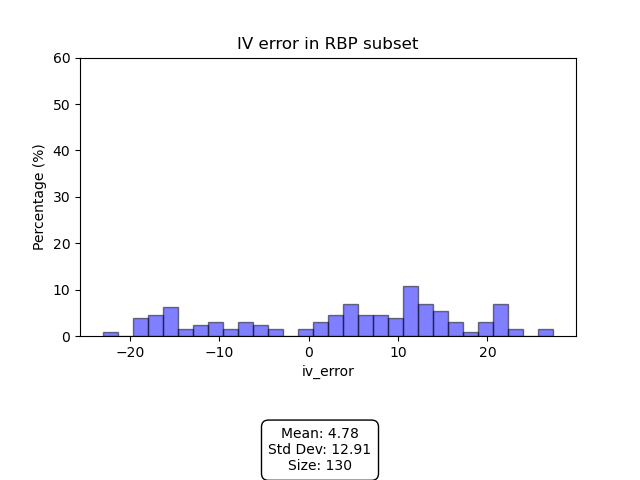 IV error in RBP subset
60
50
40
30
20
10
0
Percentage (%)
−20 −10 0 10 20
iv_error
Mean: 4.78
Std Dev: 12.91
Size: 130